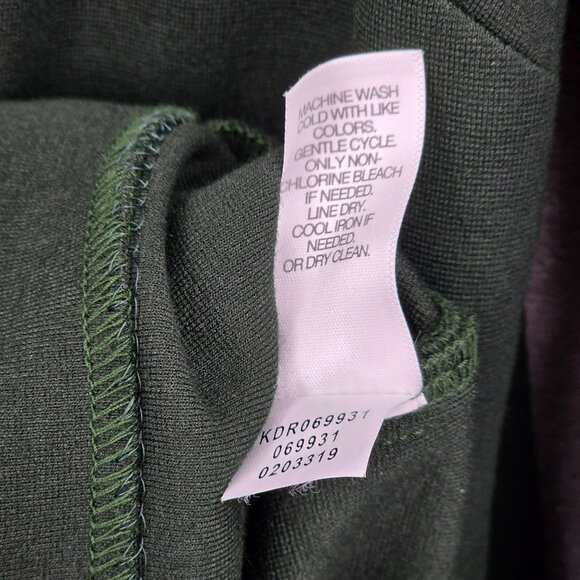 MACHINE WASH
COLD WITH LIKE
COLORS.
GENTLE CYCLE.
ONLY NON-
CHLORINE BLEACH
IF NEEDED.
LINE DRY.
COOL IRON IF
NEEDED.
OR DRY CLEAN.
KDR069931
069931
0203319